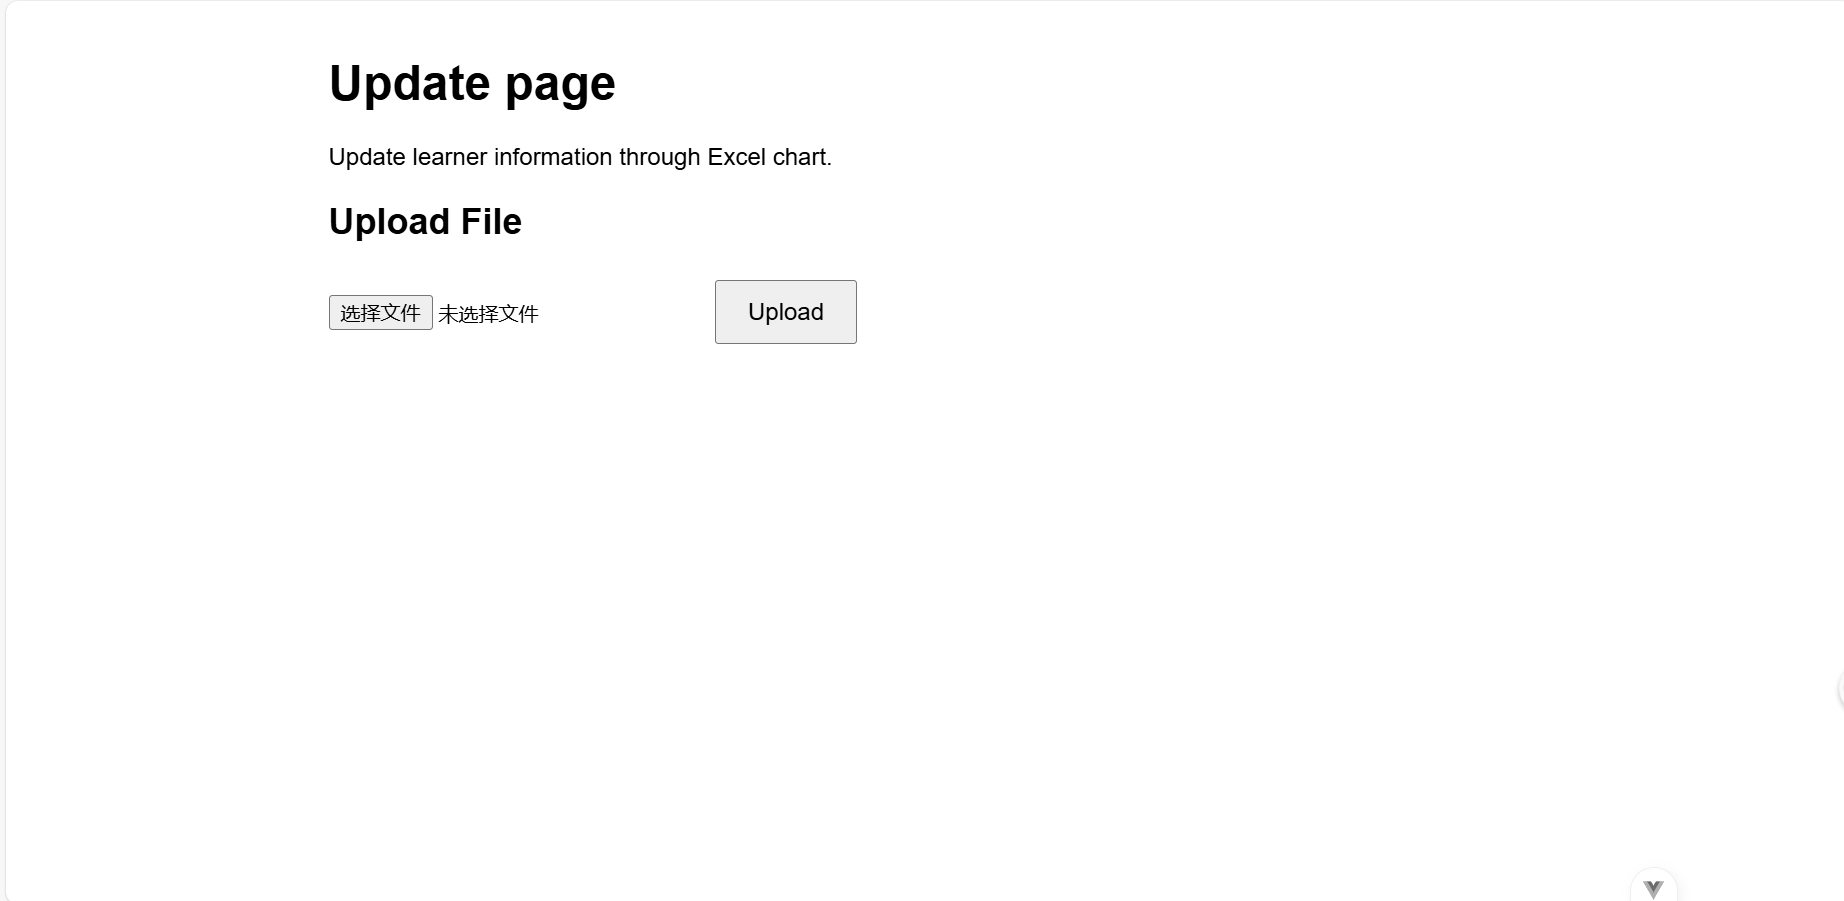 Update page
Update learner information through Excel chart.
Upload File
选择文件 未选择文件 Upload